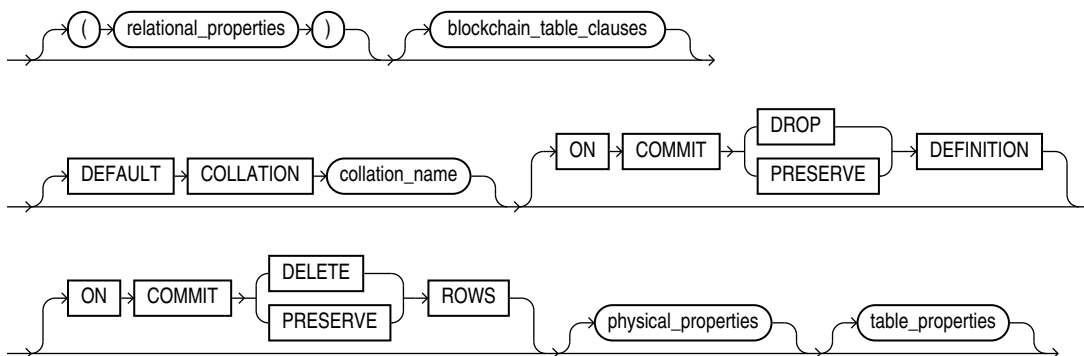 ( relational_properties ) blockchain_table_clauses
DROP
ON COMMIT DEFINITION
DEFAULT COLLATION collation_name PRESERVE
DELETE
ON COMMIT ROWS
PRESERVE physical_properties table_properties